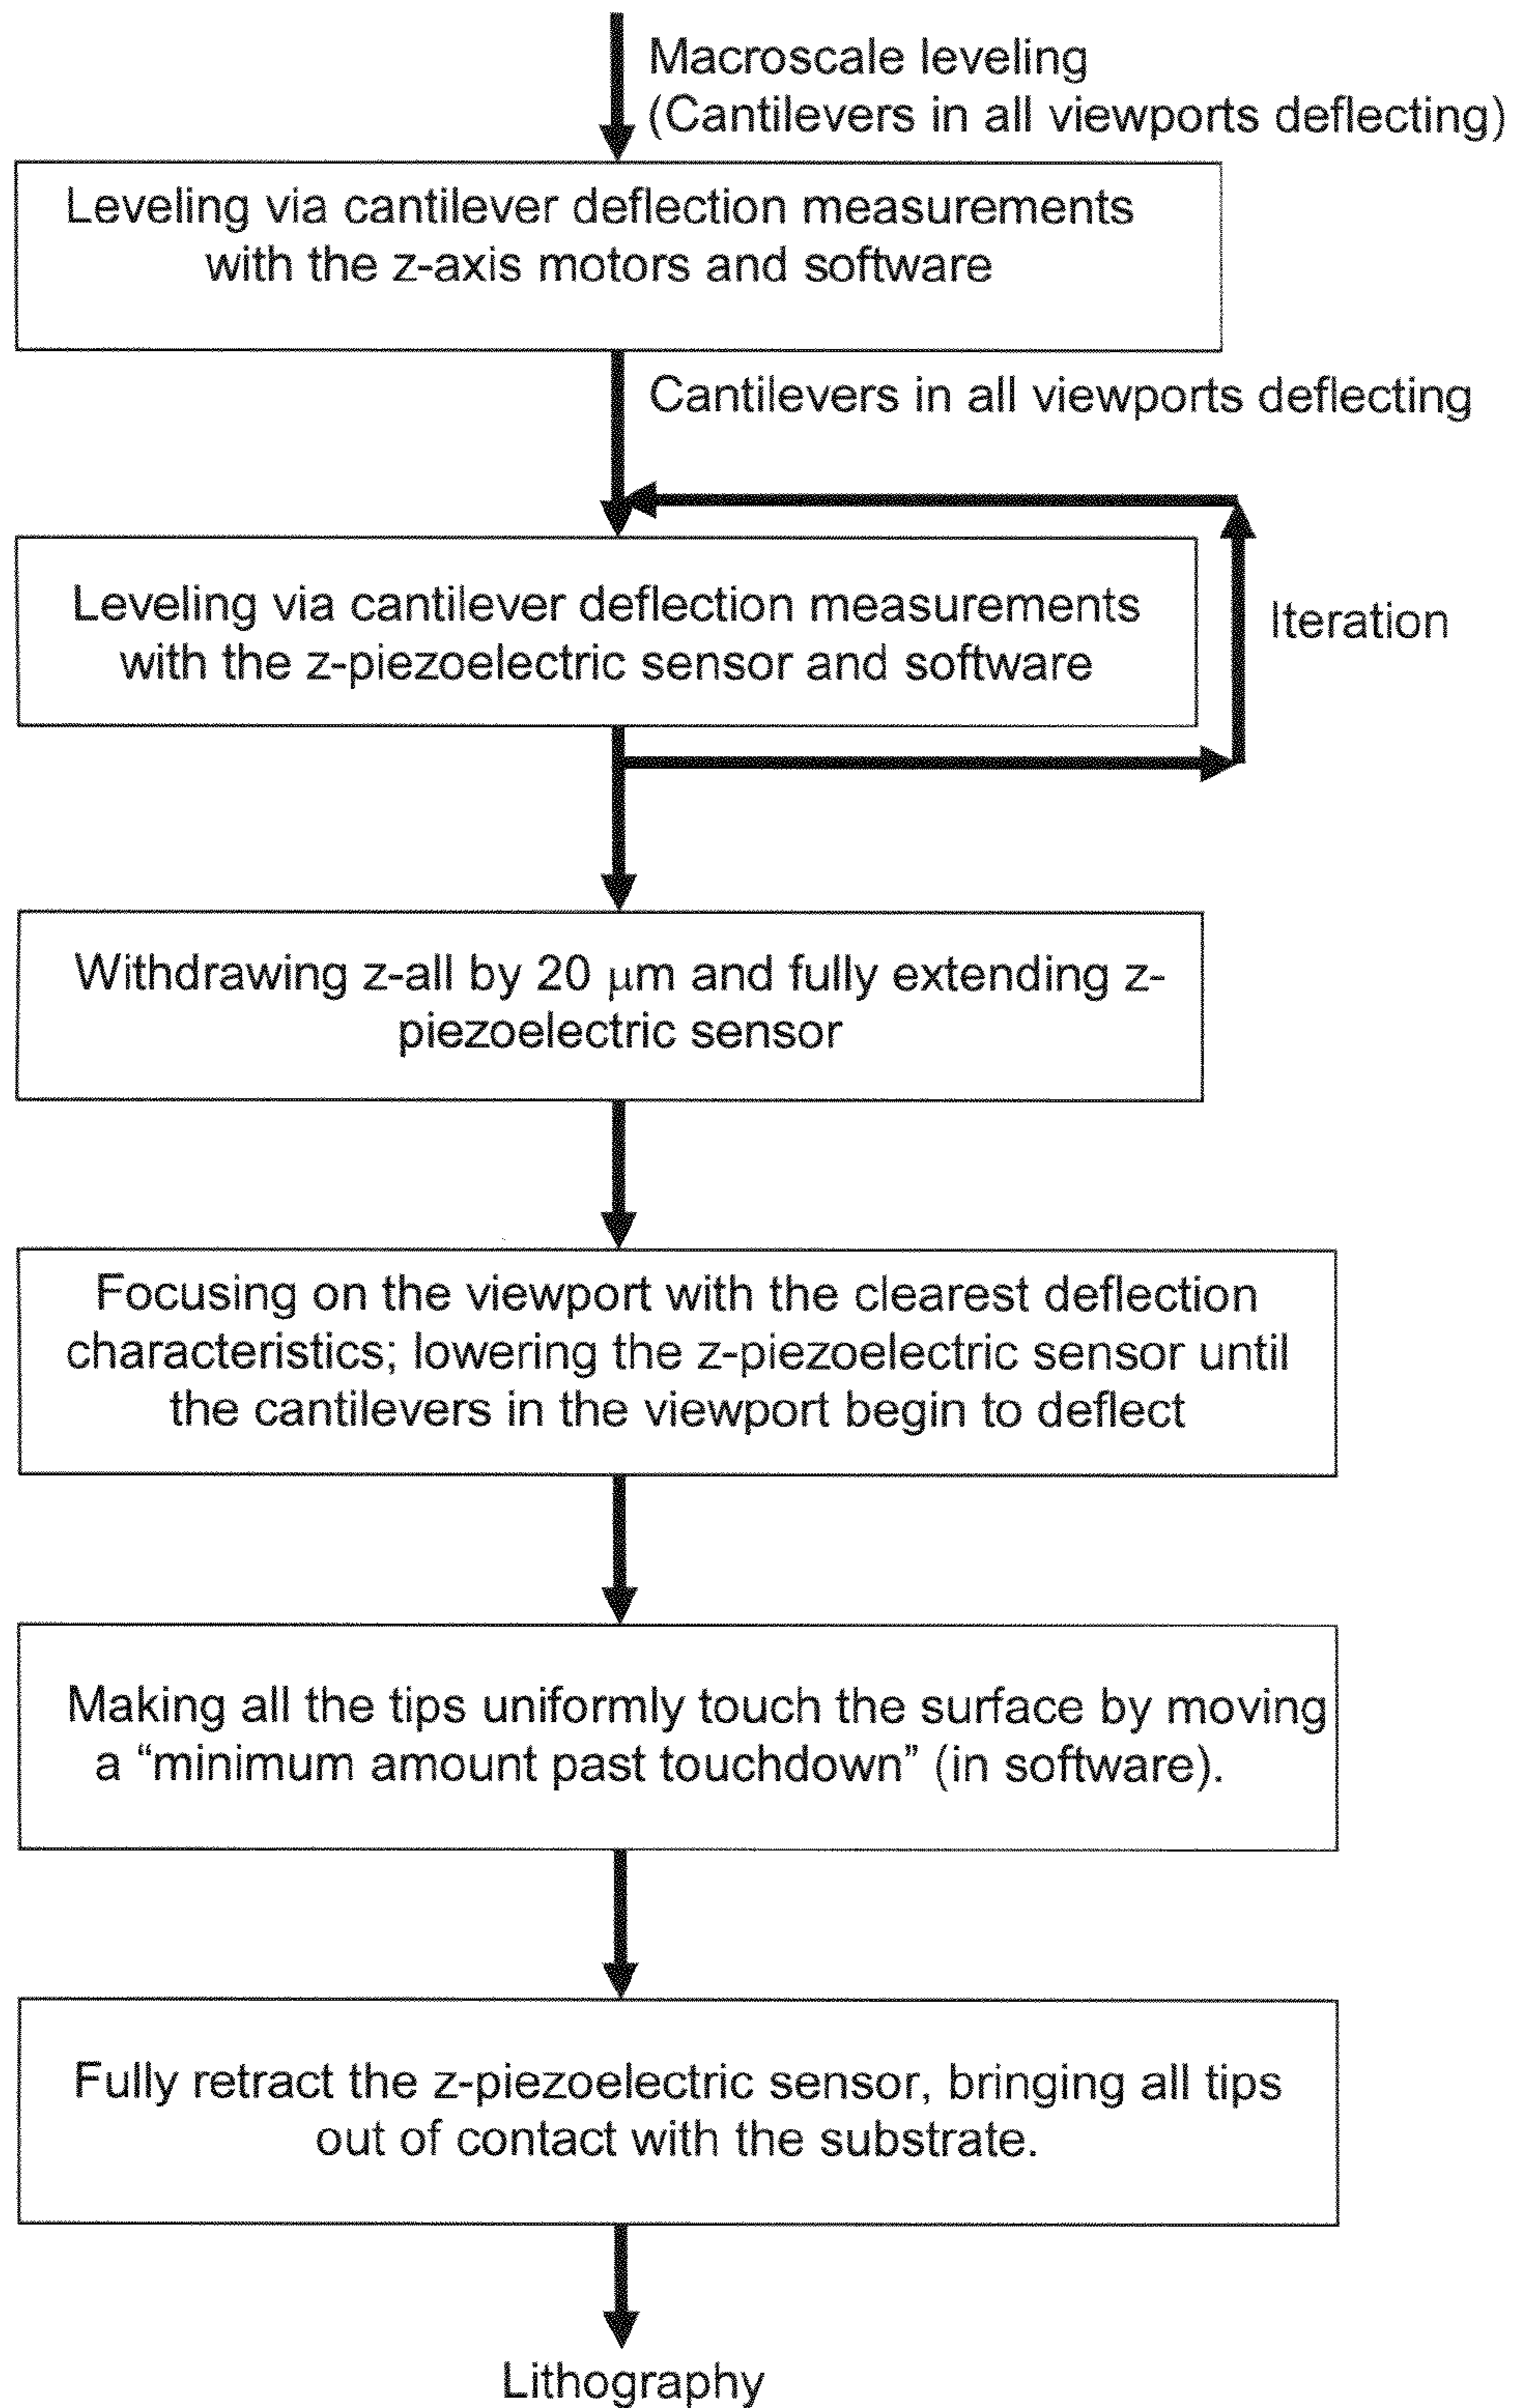 Macroscale leveling
(Cantilevers in all viewports deflecting)
Leveling via cantilever deflection measurements
with the z-axis motors and software
Cantilevers in all viewports deflecting
Leveling via cantilever deflection measurements
with the z-piezoelectric sensor and software
Iteration
Withdrawing z-all by 20 μm and fully extending z-
piezoelectric sensor
Focusing on the viewport with the clearest deflection
characteristics; lowering the z-piezoelectric sensor until
the cantilevers in the viewport begin to deflect
Making all the tips uniformly touch the surface by moving
a “minimum amount past touchdown” (in software).
Fully retract the z-piezoelectric sensor, bringing all tips
out of contact with the substrate.
Lithography